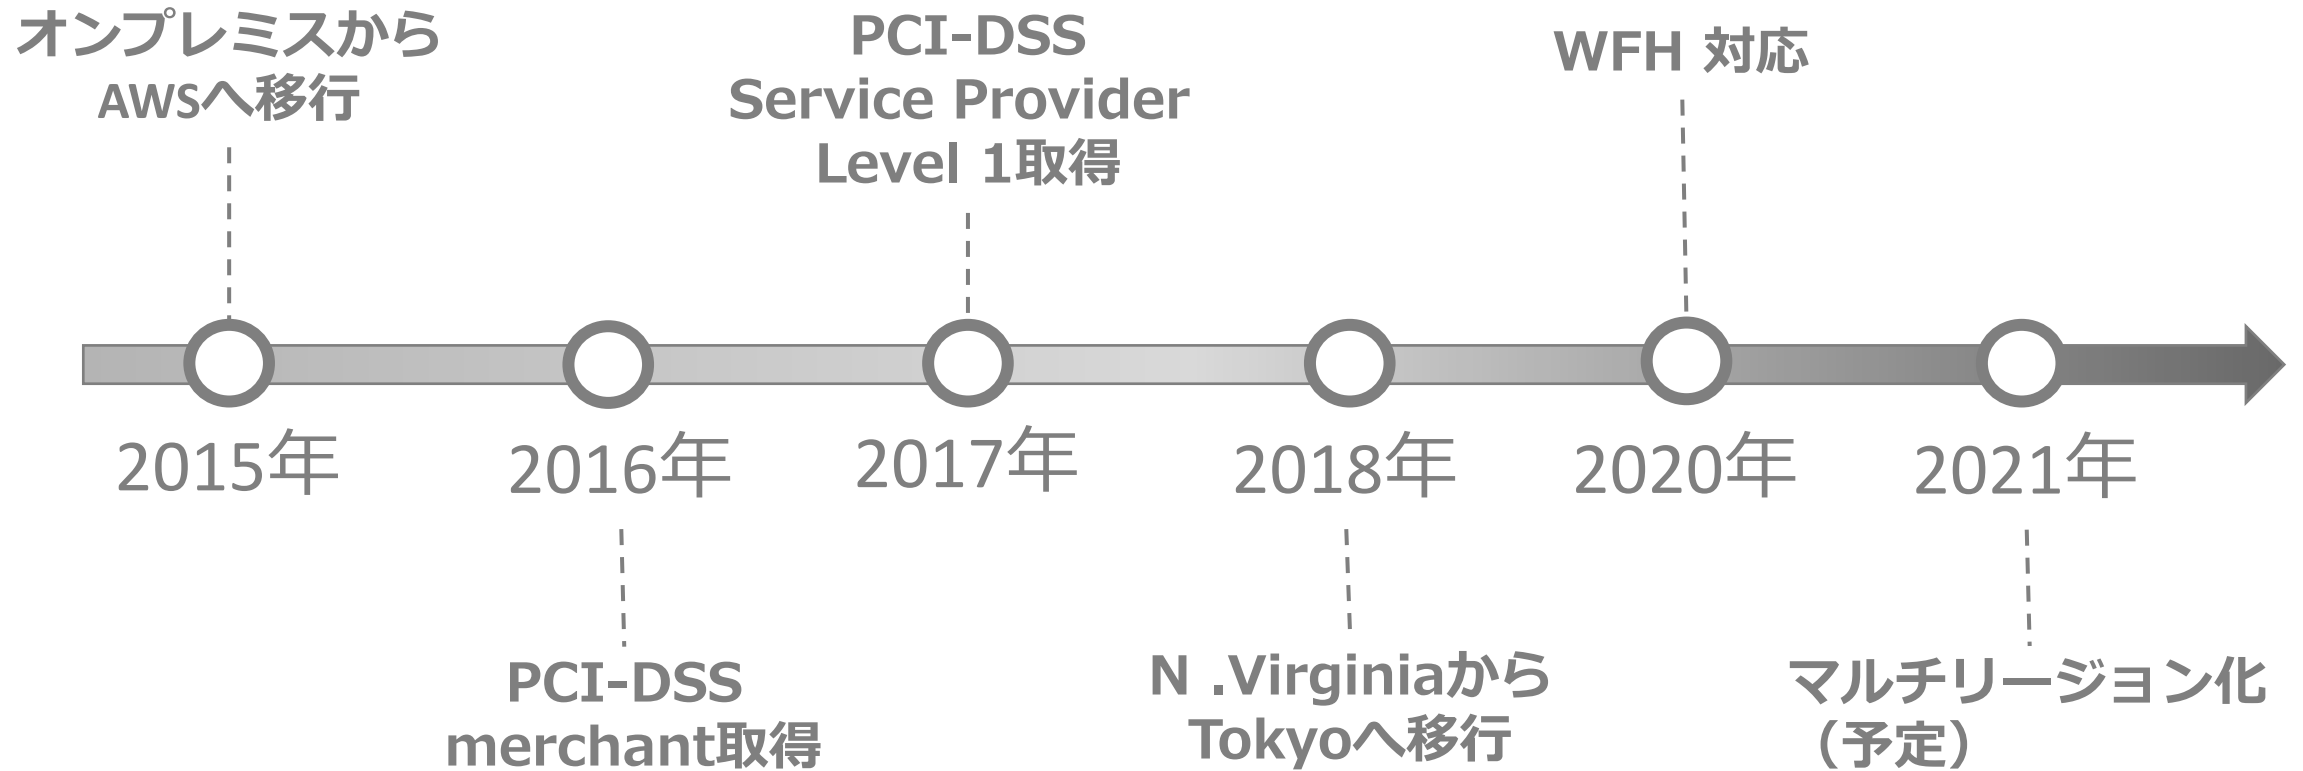 オンプレミスから
AWSへ移行
PCI-DSS
Service Provider
Level 1取得
WFH 対応
2015年
2016年
2017年
2018年
2020年
2021年
PCI-DSS
merchant取得
N .Virginiaから
Tokyoへ移行
マルチリージョン化
（予定）